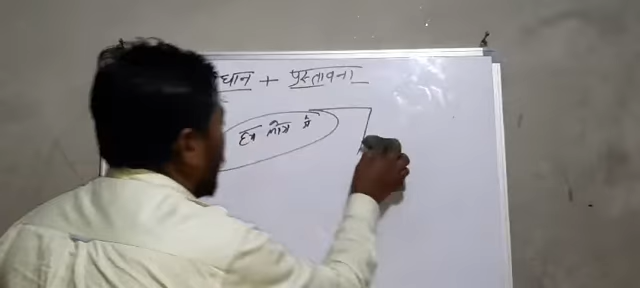 धान + प्रस्तावना
हम लोग में